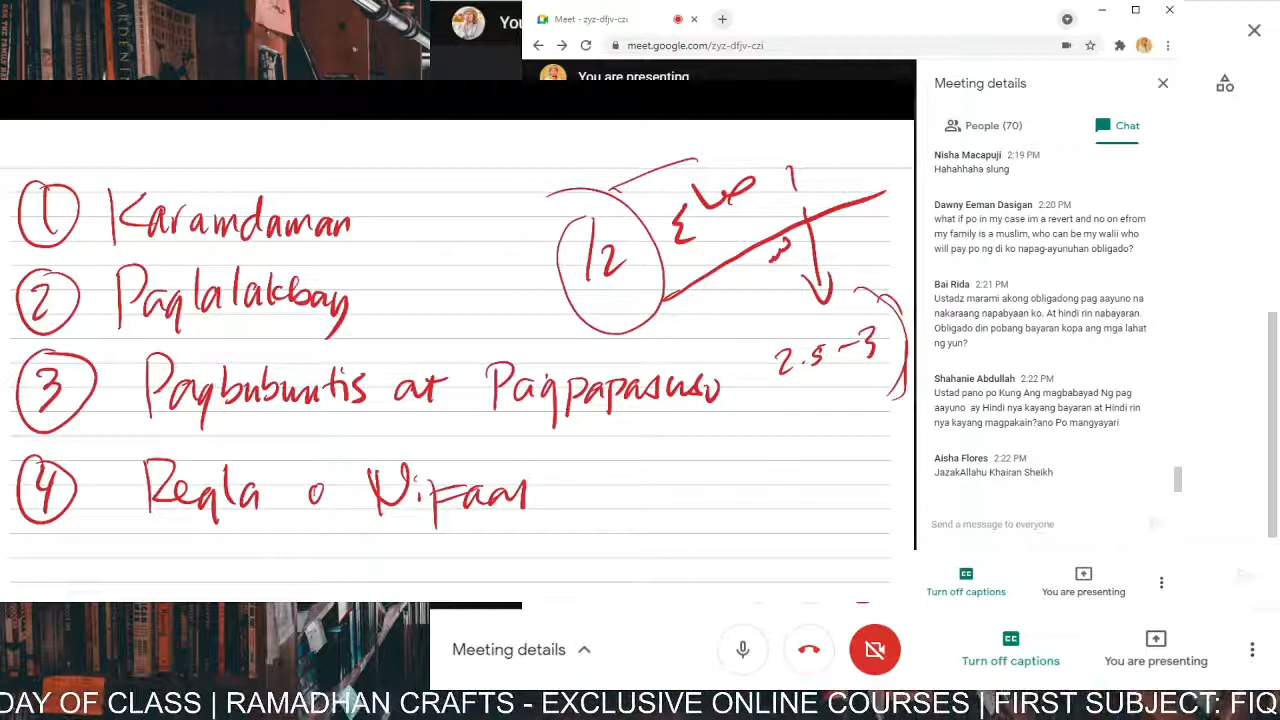 You
Meet - zyz-dfjv-czi
meet.google.com/zyz-dfjv-czi
You are presenting
Meeting details
People (70)
Chat
Nisha Macapuji 2:19 PM
Hahahhaha slung
Dawny Eeman Dasigan 2:20 PM
what if po in my case im a revert and no on efrom
my family is a muslim, who can be my walii who
will pay po ng di ko napag-ayunuhan obligado?
Bai Rida 2:21 PM
Ustadz marami akong obligadong pag aayuno na
nakaraang napabyaan ko. At hindi rin nabayaran.
Obligado din pobang bayaran kopa ang mga lahat
ng yun?
Shahanie Abdullah 2:22 PM
Ustad pano po Kung Ang magbabayad Ng pag
aayuno ay Hindi nya kayang bayaran at Hindi rin
nya kayang magpakain?ano Po mangyayari
Aisha Flores 2:22 PM
JazakAllahu Khairan Sheikh
Send a message to everyone
Turn off captions
You are presenting
1 Karamdaman
2 Paglalakbay
3 Pagbubuntis at Pagpapasuso
4 Regla o Nifaas
12
2.5-3
Meeting details
Turn off captions
You are presenting
DAY OF CLASS | RAMADHAN CRAFTS - EXCLUSIVE ONLINE COURSES | FIRST SUBJECT: FIQ